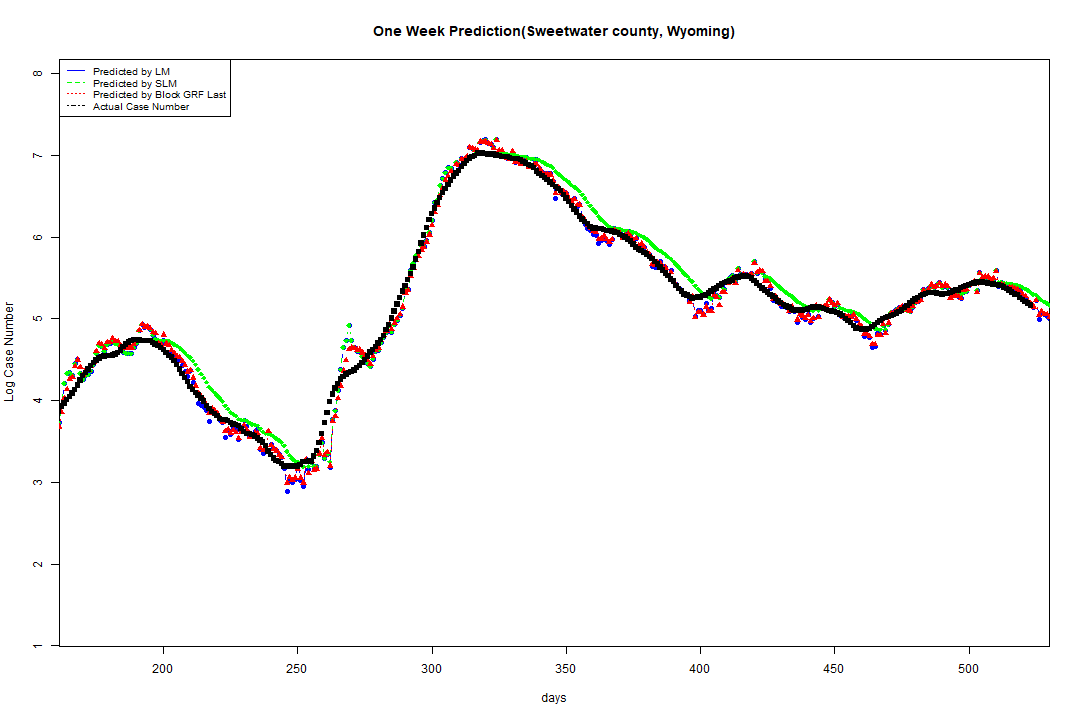 One Week Prediction(Sweetwater county, Wyoming)
Predicted by LM
Predicted by SLM
Predicted by Block GRF Last
Actual Case Number
8
7
6
5
4
3
2
1
Log Case Number
200 250 300 350 400 450 500
days